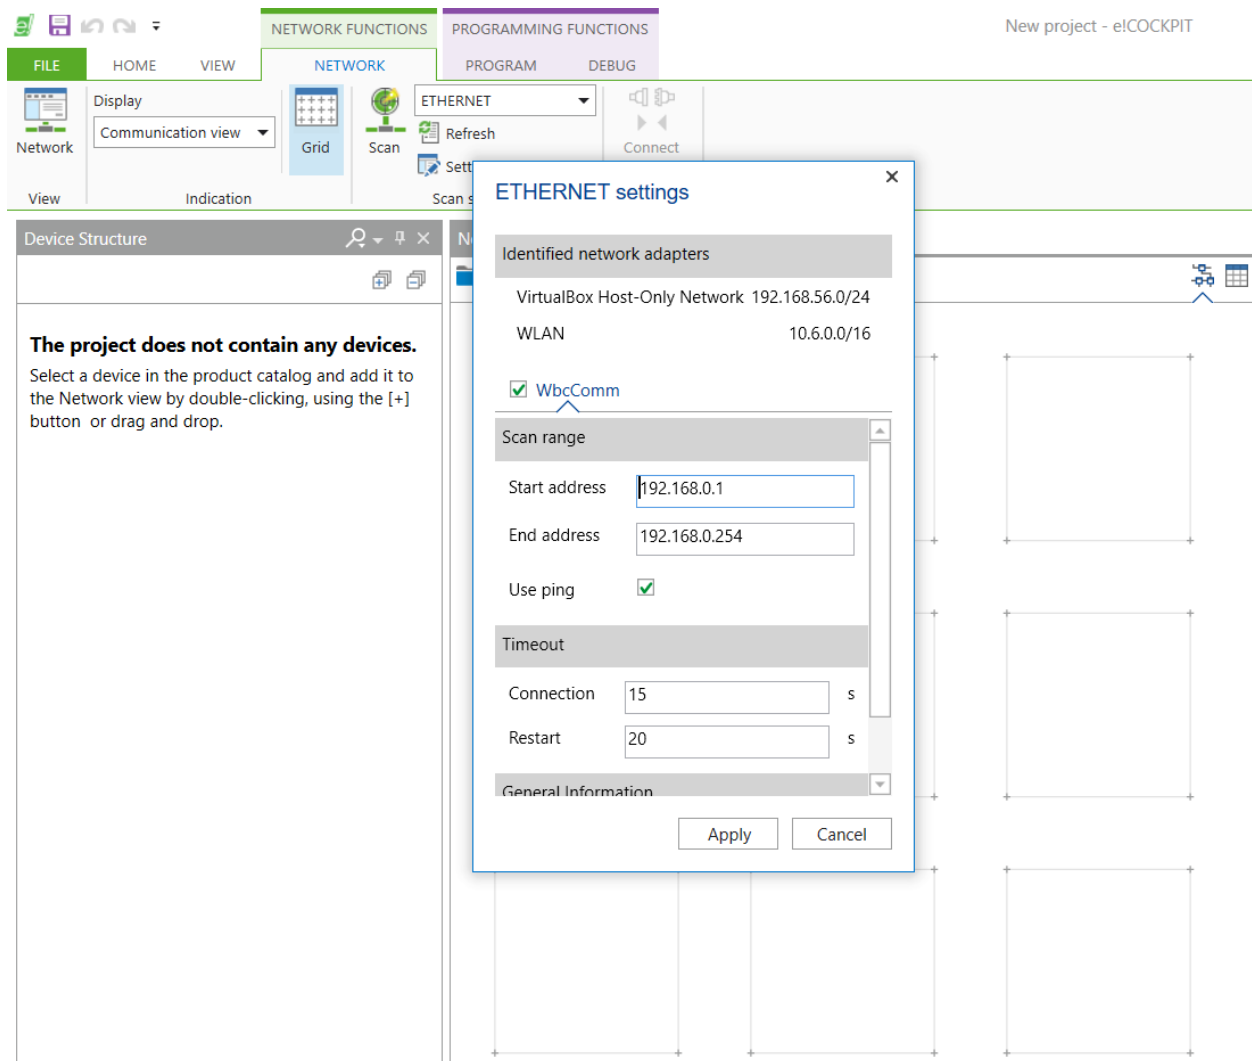 NETWORK FUNCTIONS PROGRAMMING FUNCTIONS New project - e!COCKPIT
FILE HOME VIEW NETWORK PROGRAM DEBUG
Display
ETHERNET
Communication view
Refresh
Network Grid Scan Connect
Sett
View Indication Scan s
ETHERNET settings
Device Structure
Identified network adapters
VirtualBox Host-Only Network 192.168.56.0/24
WLAN 10.6.0.0/16
The project does not contain any devices.
Select a device in the product catalog and add it to
the Network view by double-clicking, using the [+]
button or drag and drop.
WbcComm
Scan range
Start address 192.168.0.1
End address 192.168.0.254
Use ping
Timeout
Connection 15 s
Restart 20 s
General Information
Apply Cancel